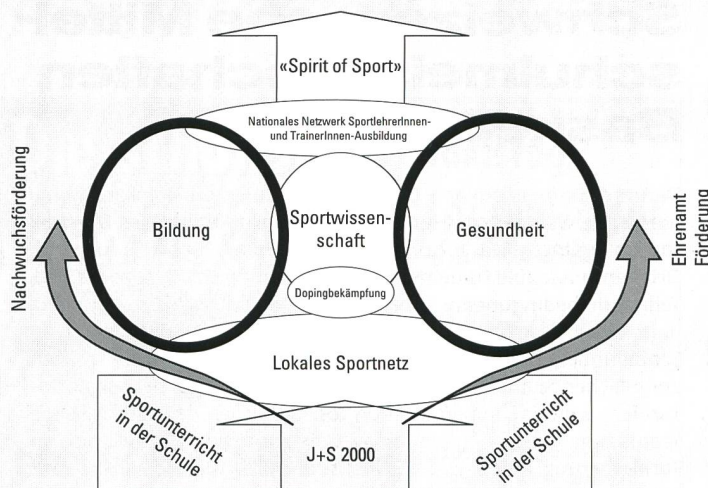 «Spirit of Sport»
Nationales Netzwerk SportlehrerInnen-
und TrainerInnen-Ausbildung
Nachwuchsförderung
Bildung
Sportwissen-
schaft
Gesundheit
Ehrenamt
Förderung
Dopingbekämpfung
Lokales Sportnetz
Sportunterricht
in der Schule
J+S 2000
Sportunterricht
in der Schule